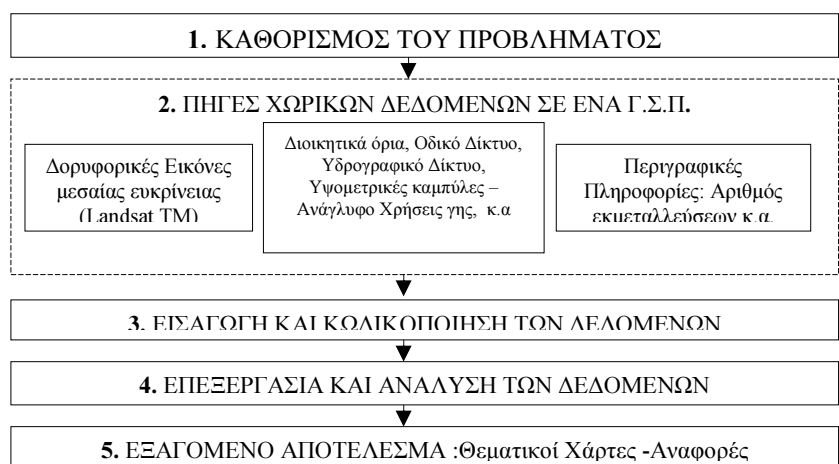 1. ΚΑΘΟΡΙΣΜΟΣ ΤΟΥ ΠΡΟΒΛΗΜΑΤΟΣ
2. ΠΗΓΕΣ ΧΩΡΙΚΩΝ ΔΕΔΟΜΕΝΩΝ ΣΕ ΕΝΑ Γ.Σ.Π.
Δορυφορικές Εικόνες
μεσαίας ευκρίνειας
(Landsat TM)
Διοικητικά όρια, Οδικό Δίκτυο,
Υδρογραφικό Δίκτυο,
Υψομετρικές καμπύλες –
Ανάγλυφο Χρήσεις γης, κ.α
Περιγραφικές
Πληροφορίες: Αριθμός
εκμεταλλεύσεων κ.α.
3. ΕΙΣΑΓΩΓΗ ΚΑΙ ΚΩΔΙΚΟΠΟΙΗΣΗ ΤΩΝ ΔΕΔΟΜΕΝΩΝ
4. ΕΠΕΞΕΡΓΑΣΙΑ ΚΑΙ ΑΝΑΛΥΣΗ ΤΩΝ ΔΕΔΟΜΕΝΩΝ
5. ΕΞΑΓΟΜΕΝΟ ΑΠΟΤΕΛΕΣΜΑ :Θεματικοί Χάρτες -Αναφορές